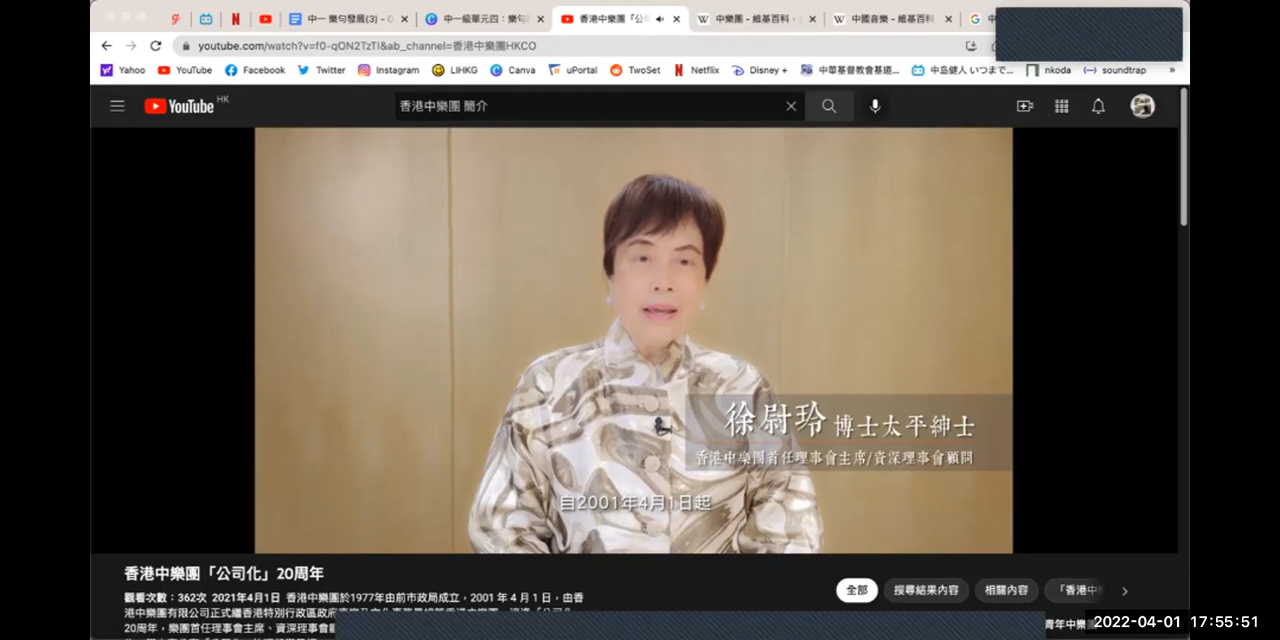 中一 樂句發展(3) - G
中一級單元四：樂句
香港中樂團「公
中樂團 - 維基百科，
中國音樂 - 維基百科
youtube.com/watch?v=f0-qON2TzTI&ab_channel=香港中樂團HKCO
Yahoo YouTube Facebook Twitter Instagram LIHKG Canva uPortal TwoSet Netflix Disney + 中華基督教會基道... 中島健人 いつまで... nkoda soundtrap »
YouTube HK
香港中樂團 簡介
徐尉玲 博士太平紳士
香港中樂團首任理事會主席/資深理事會顧問
自2001年4月1日起
香港中樂團「公司化」20周年
觀看次數：362次 2021年4月1日 香港中樂團於1977年由前市政局成立，2001 年 4 月 1 日，由香
港中樂團有限公司正式繼香港特別行政區政府
20周年，樂團首任理事會主席、資深理事會
全部 搜尋結果內容 相關內容 「香港中
青年中樂
2022-04-01 17:55:51